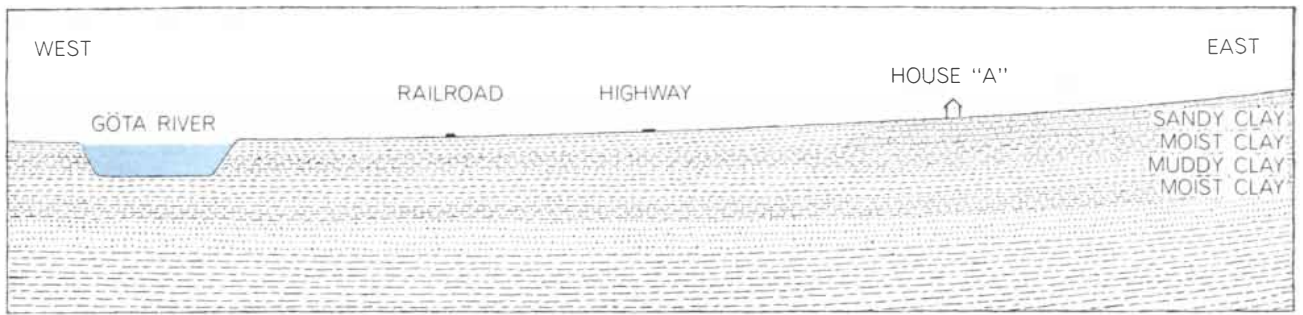 WEST
EAST
HOUSE "A"
RAILROAD
HIGHWAY
GÖTA RIVER
SANDY CLAY
MOIST CLAY
MUDDY CLAY
MOIST CLAY